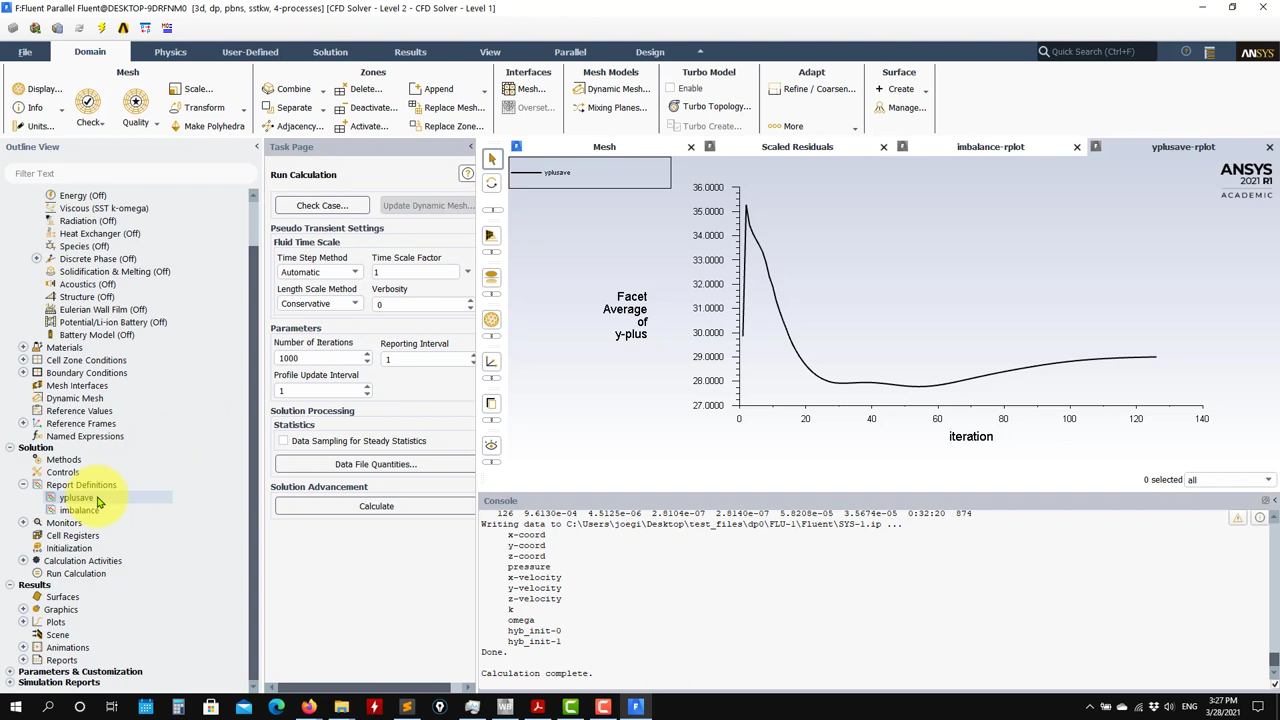 F:Fluent Parallel Fluent@DESKTOP-9DRFNM0 [3d, dp, pbns, sstkw, 4-processes] [CFD Solver - Level 2 - CFD Solver - Level 1]
File Domain Physics User-Defined Solution Results View Parallel Design Quick Search (Ctrl+F) ANSYS
Mesh Zones Interfaces Mesh Models Turbo Model Adapt Surface
Display... Scale... Combine Delete... Append Mesh... Dynamic Mesh... Enable Refine / Coarsen... Create
Info Transform Separate Deactivate... Replace Mesh... Overset... Mixing Planes... Turbo Topology... Manage...
Units... Check Quality Make Polyhedra Adjacency... Activate... Replace Zone... Turbo Create... More
Outline View
Filter Text
Energy (Off)
Viscous (SST k-omega)
Radiation (Off)
Heat Exchanger (Off)
Species (Off)
Discrete Phase (Off)
Solidification & Melting (Off)
Acoustics (Off)
Structure (Off)
Eulerian Wall Film (Off)
Potential/Li-ion Battery (Off)
Battery Model (Off)
Materials
Cell Zone Conditions
Boundary Conditions
Mesh Interfaces
Dynamic Mesh
Reference Values
Reference Frames
Named Expressions
Solution
Methods
Controls
Report Definitions
yplusave
imbalance
Monitors
Cell Registers
Initialization
Calculation Activities
Run Calculation
Results
Surfaces
Graphics
Plots
Scene
Animations
Reports
Parameters & Customization
Simulation Reports
Task Page
Run Calculation
Check Case... Update Dynamic Mesh...
Pseudo Transient Settings
Fluid Time Scale
Time Step Method Time Scale Factor
Automatic 1
Length Scale Method Verbosity
Conservative 0
Parameters
Number of Iterations Reporting Interval
1000 1
Profile Update Interval
1
Solution Processing
Statistics
Data Sampling for Steady Statistics
Data File Quantities...
Solution Advancement
Calculate
Mesh Scaled Residuals imbalance-rplot yplusave-rplot
yplusave
ANSYS
2021 R1
ACADEMIC
36.0000
35.0000
34.0000
33.0000
32.0000
31.0000
30.0000
29.0000
28.0000
27.0000
Facet
Average
of
y-plus
0 20 40 60 80 100 120 140
iteration
0 selected all
Console
126 9.6130e-04 4.5125e-06 2.8104e-07 2.8140e-07 5.8208e-05 3.5674e-05 0:32:20 874
Writing data to C:\Users\joegi\Desktop\test_files\dp0\FLU-1\Fluent\SYS-1.ip ...
x-coord
y-coord
z-coord
pressure
x-velocity
y-velocity
z-velocity
k
omega
hyb_init-0
hyb_init-1
Done.
Calculation complete.
ENG 3:27 PM
3/28/2021